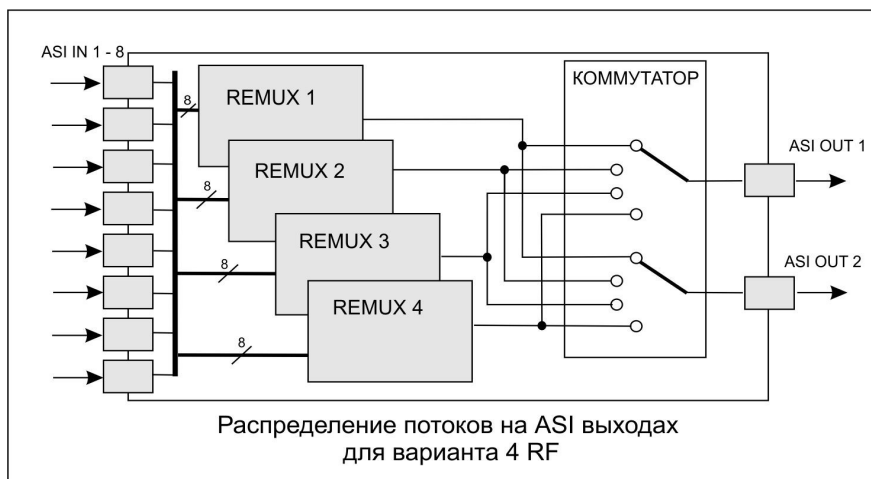 ASI IN 1 - 8
КОММУТАТОР
8
REMUX 1
ASI OUT 1
8
REMUX 2
8
REMUX 3
ASI OUT 2
8
REMUX 4
Распределение потоков на ASI выходах
для варианта 4 RF